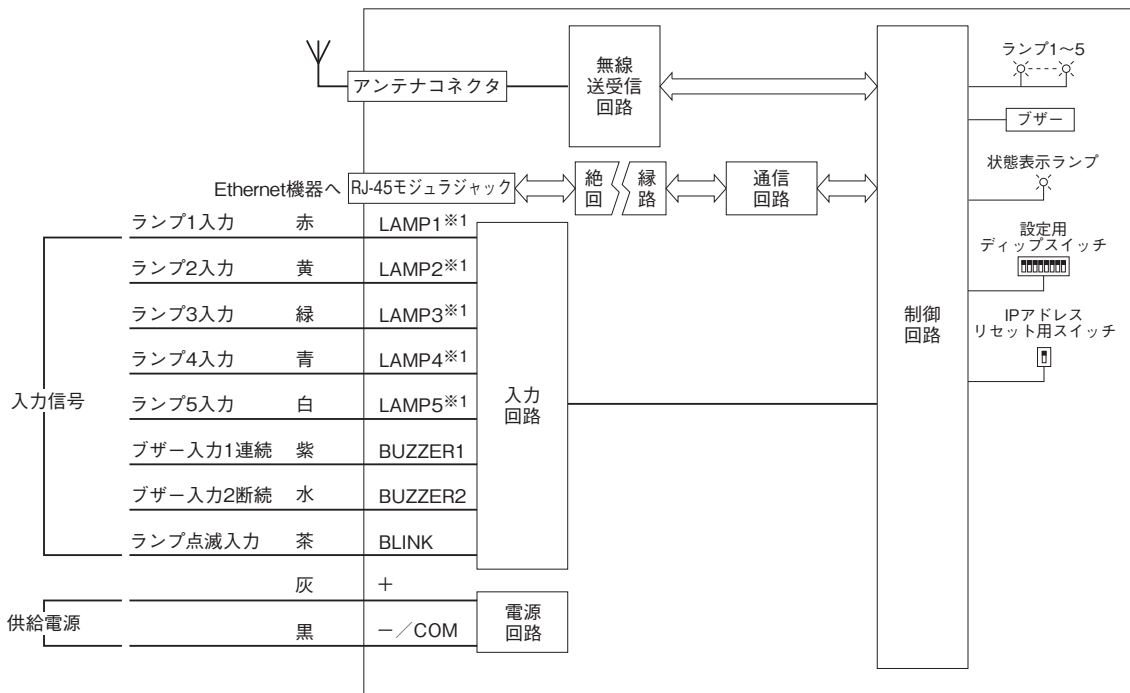 アンテナコネクタ
無線
送受信
回路
ランプ1～5
ブザー
状態表示ランプ
設定用
ディップスイッチ
IPアドレス
リセット用スイッチ
制御
回路
Ethernet機器へ
RJ-45モジュラジャック
絶 縁
回 路
通信
回路
入力信号
ランプ1入力 赤 LAMP1※1
ランプ2入力 黄 LAMP2※1
ランプ3入力 緑 LAMP3※1
ランプ4入力 青 LAMP4※1
ランプ5入力 白 LAMP5※1
ブザー入力1連続 紫 BUZZER1
ブザー入力2断続 水 BUZZER2
ランプ点滅入力 茶 BLINK
入力
回路
供給電源
灰 ＋
黒 －／COM
電源
回路